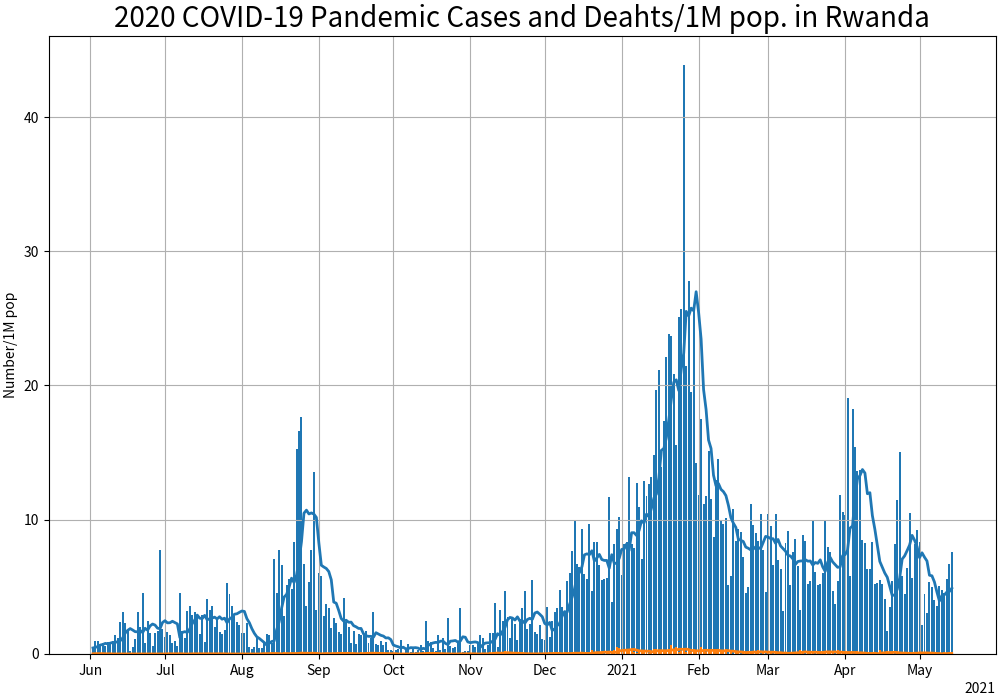 2020 COVID-19 Pandemic Cases and Deahts/1M pop. in Rwanda
Number/1M pop
40
30
20
10
0
Jun Jul Aug Sep Oct Nov Dec 2021 Feb Mar Apr May
2021